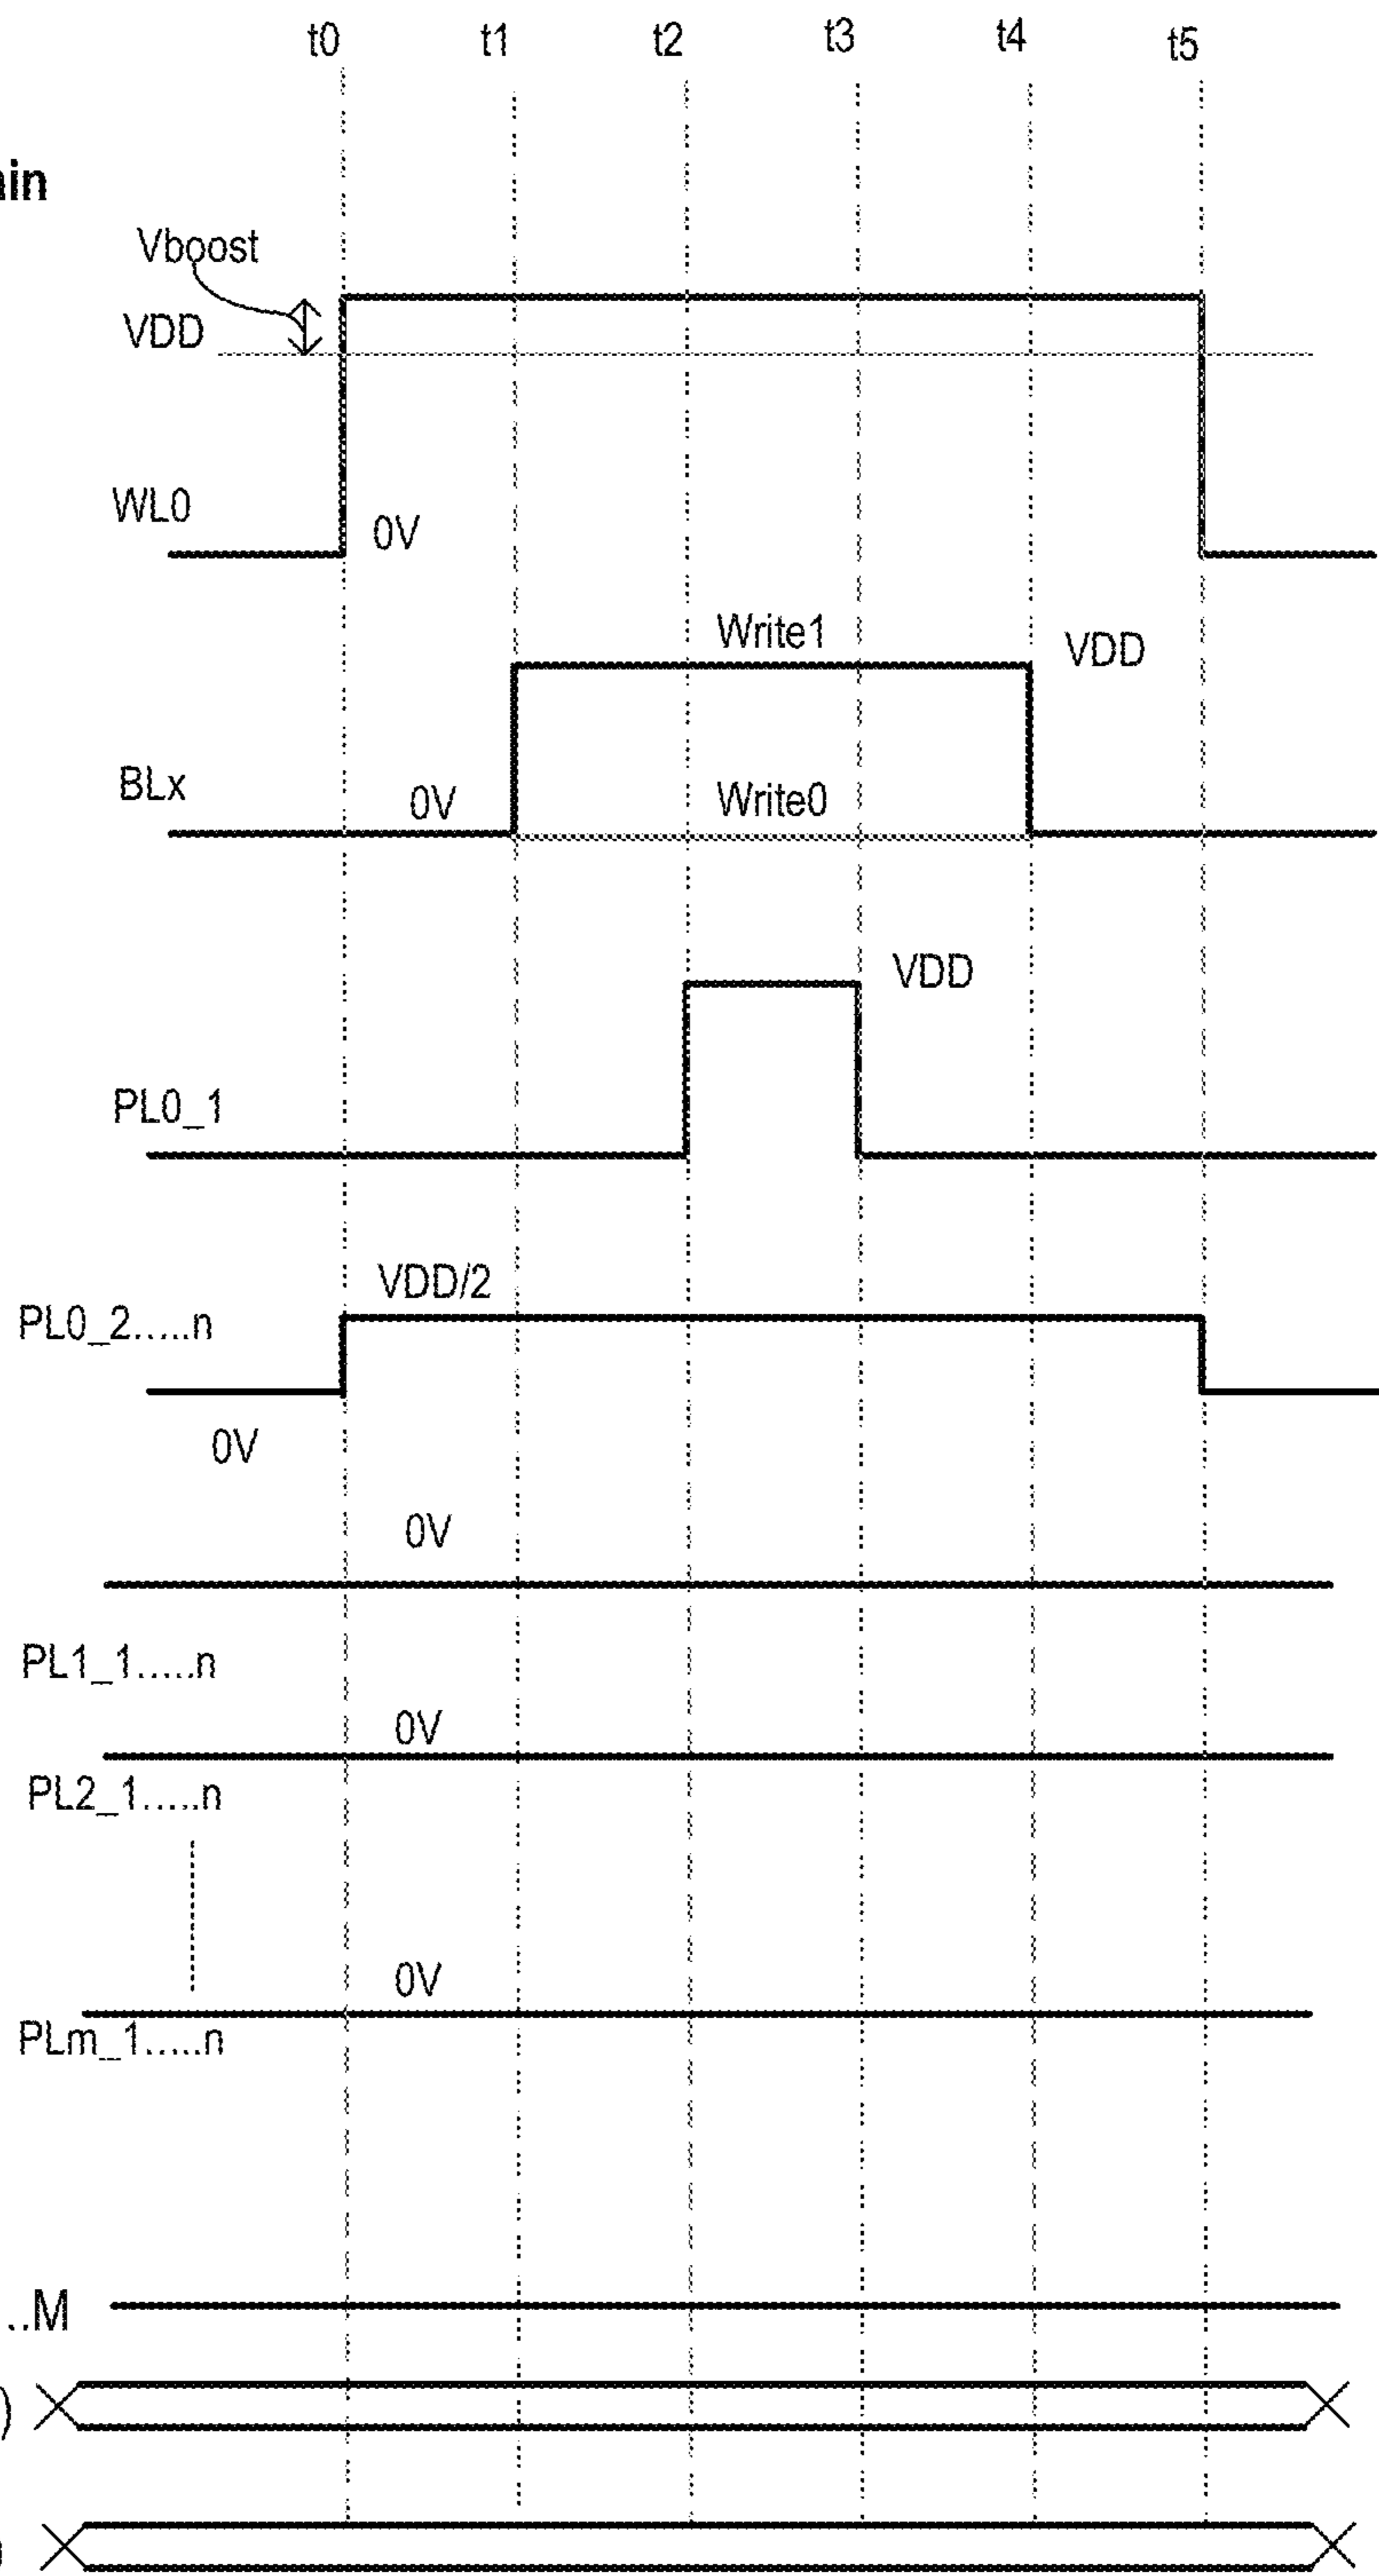 t0 t1 t2 t3 t4 t5
Vboost
VDD
WL0
0V
Write1
VDD
BLx
0V
Write0
VDD
PL0_1
VDD/2
PL0_2.....n
0V
0V
PL1_1.....n
0V
PL2_1.....n
0V
PLm_1.....n
..M
)